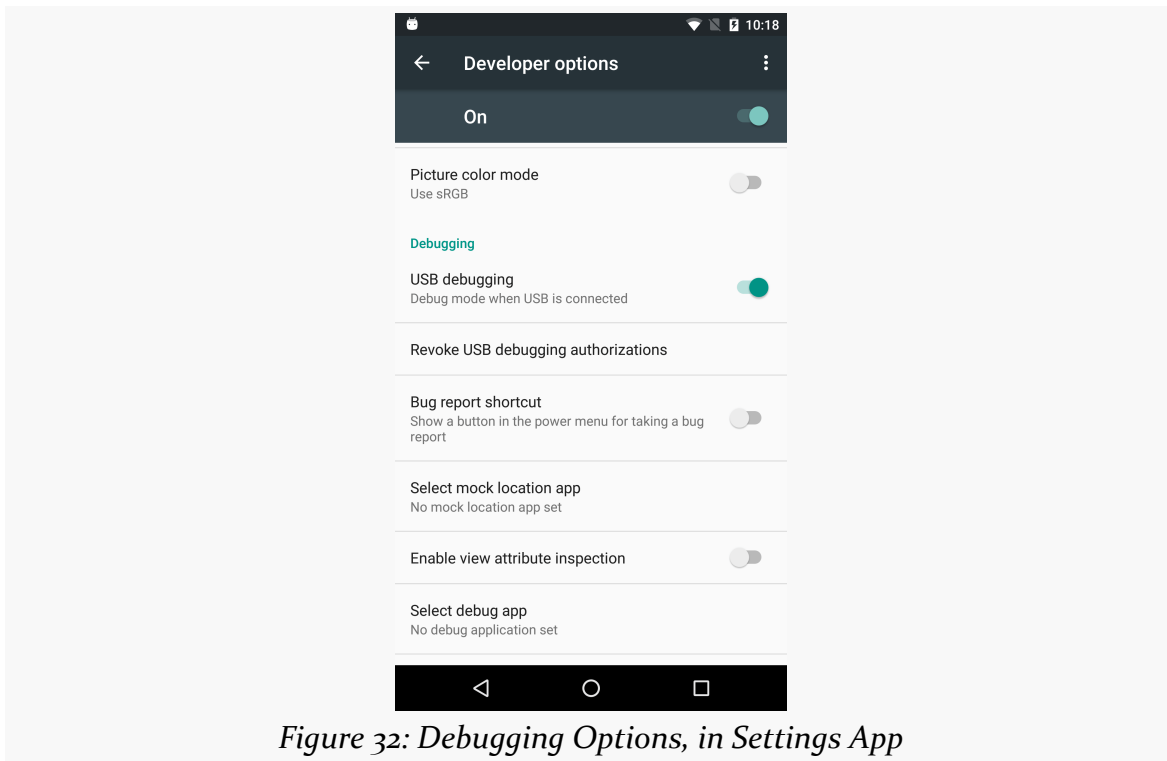 10:18
Developer options
On
Picture color mode
Use sRGB
Debugging
USB debugging
Debug mode when USB is connected
Revoke USB debugging authorizations
Bug report shortcut
Show a button in the power menu for taking a bug
report
Select mock location app
No mock location app set
Enable view attribute inspection
Select debug app
No debug application set
Figure 32: Debugging Options, in Settings App